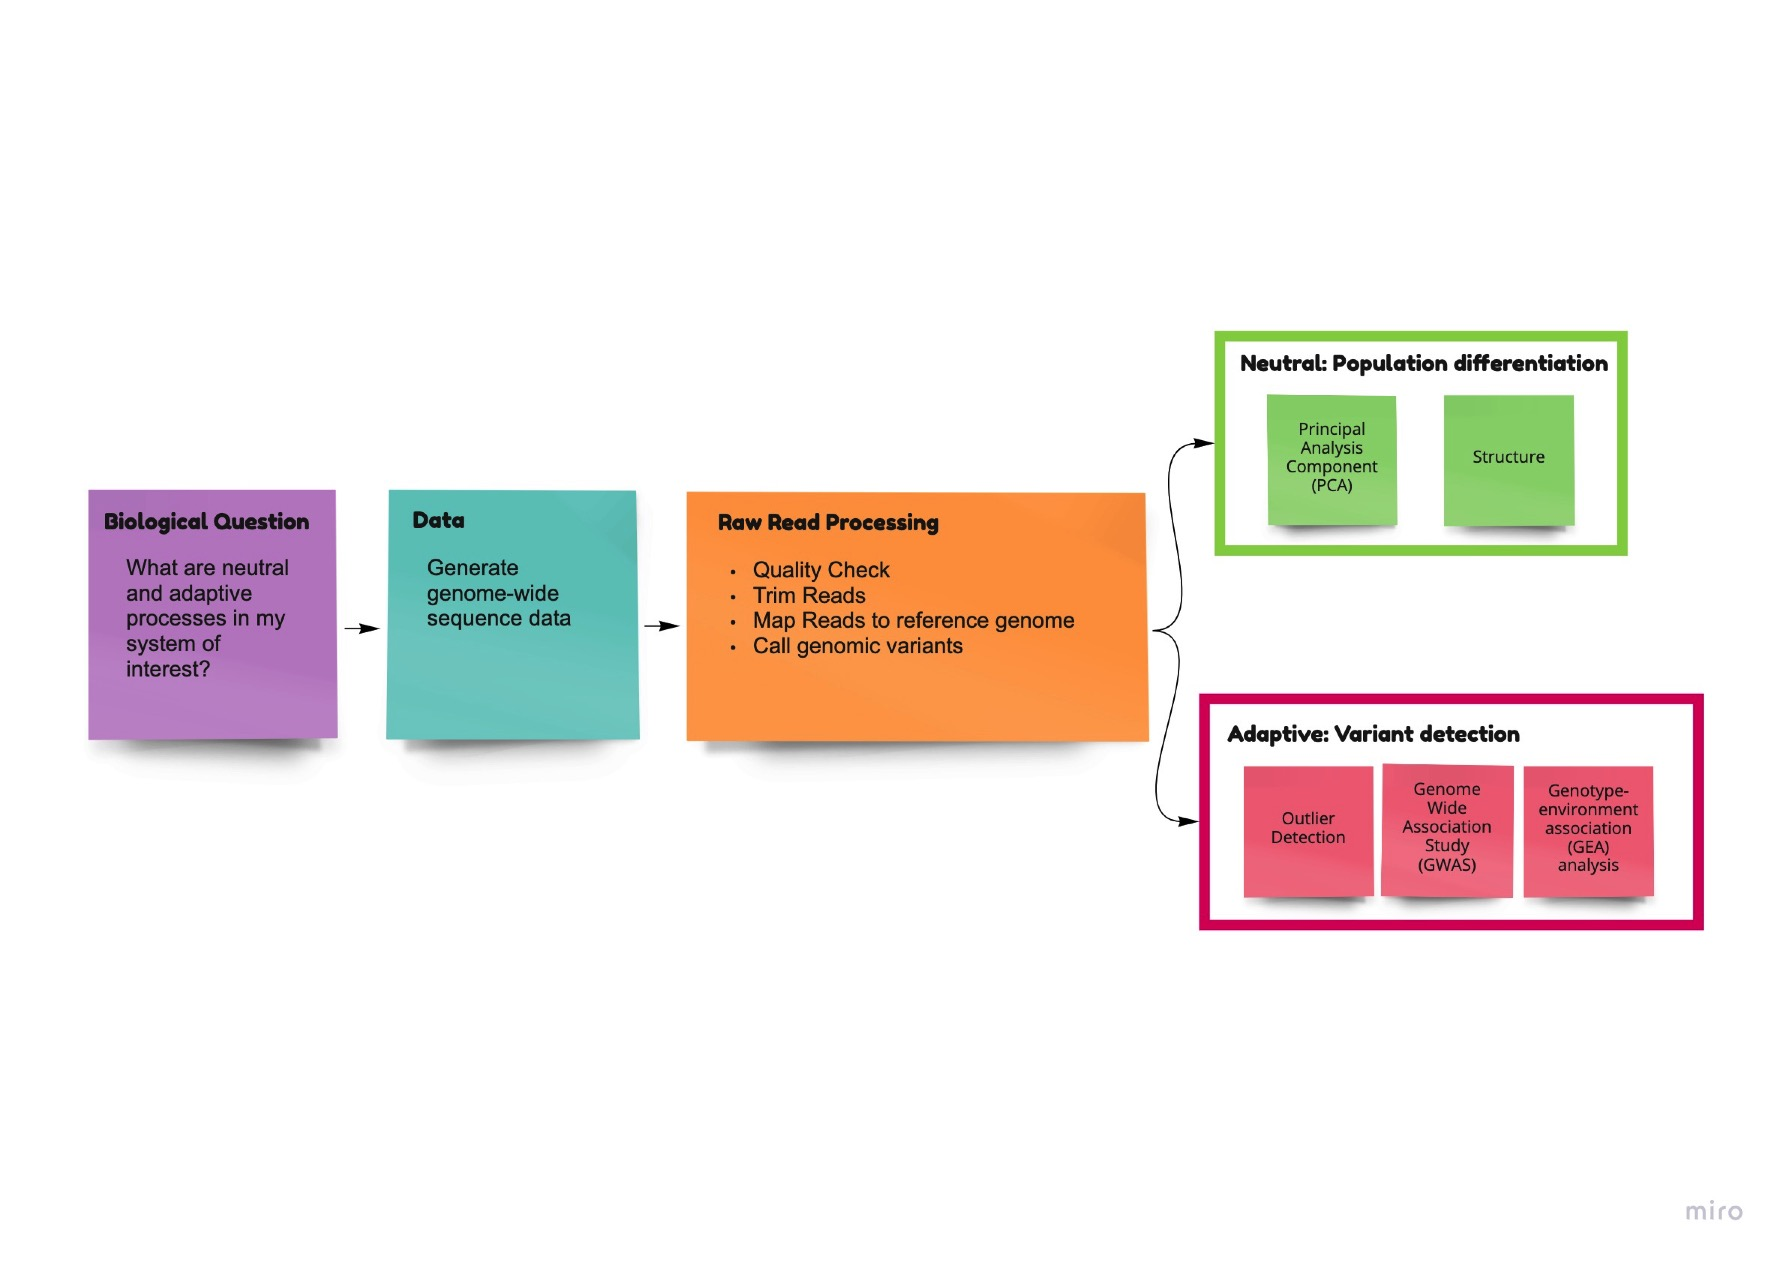 Biological Question
What are neutral
and adaptive
processes in my
system of
interest?
Data
Generate
genome-wide
sequence data
Raw Read Processing
• Quality Check
• Trim Reads
• Map Reads to reference genome
• Call genomic variants
Neutral: Population differentiation
Principal
Analysis
Component
(PCA)
Structure
Adaptive: Variant detection
Outlier
Detection
Genome
Wide
Association
Study
(GWAS)
Genotype-
environment
association
(GEA)
analysis
miro